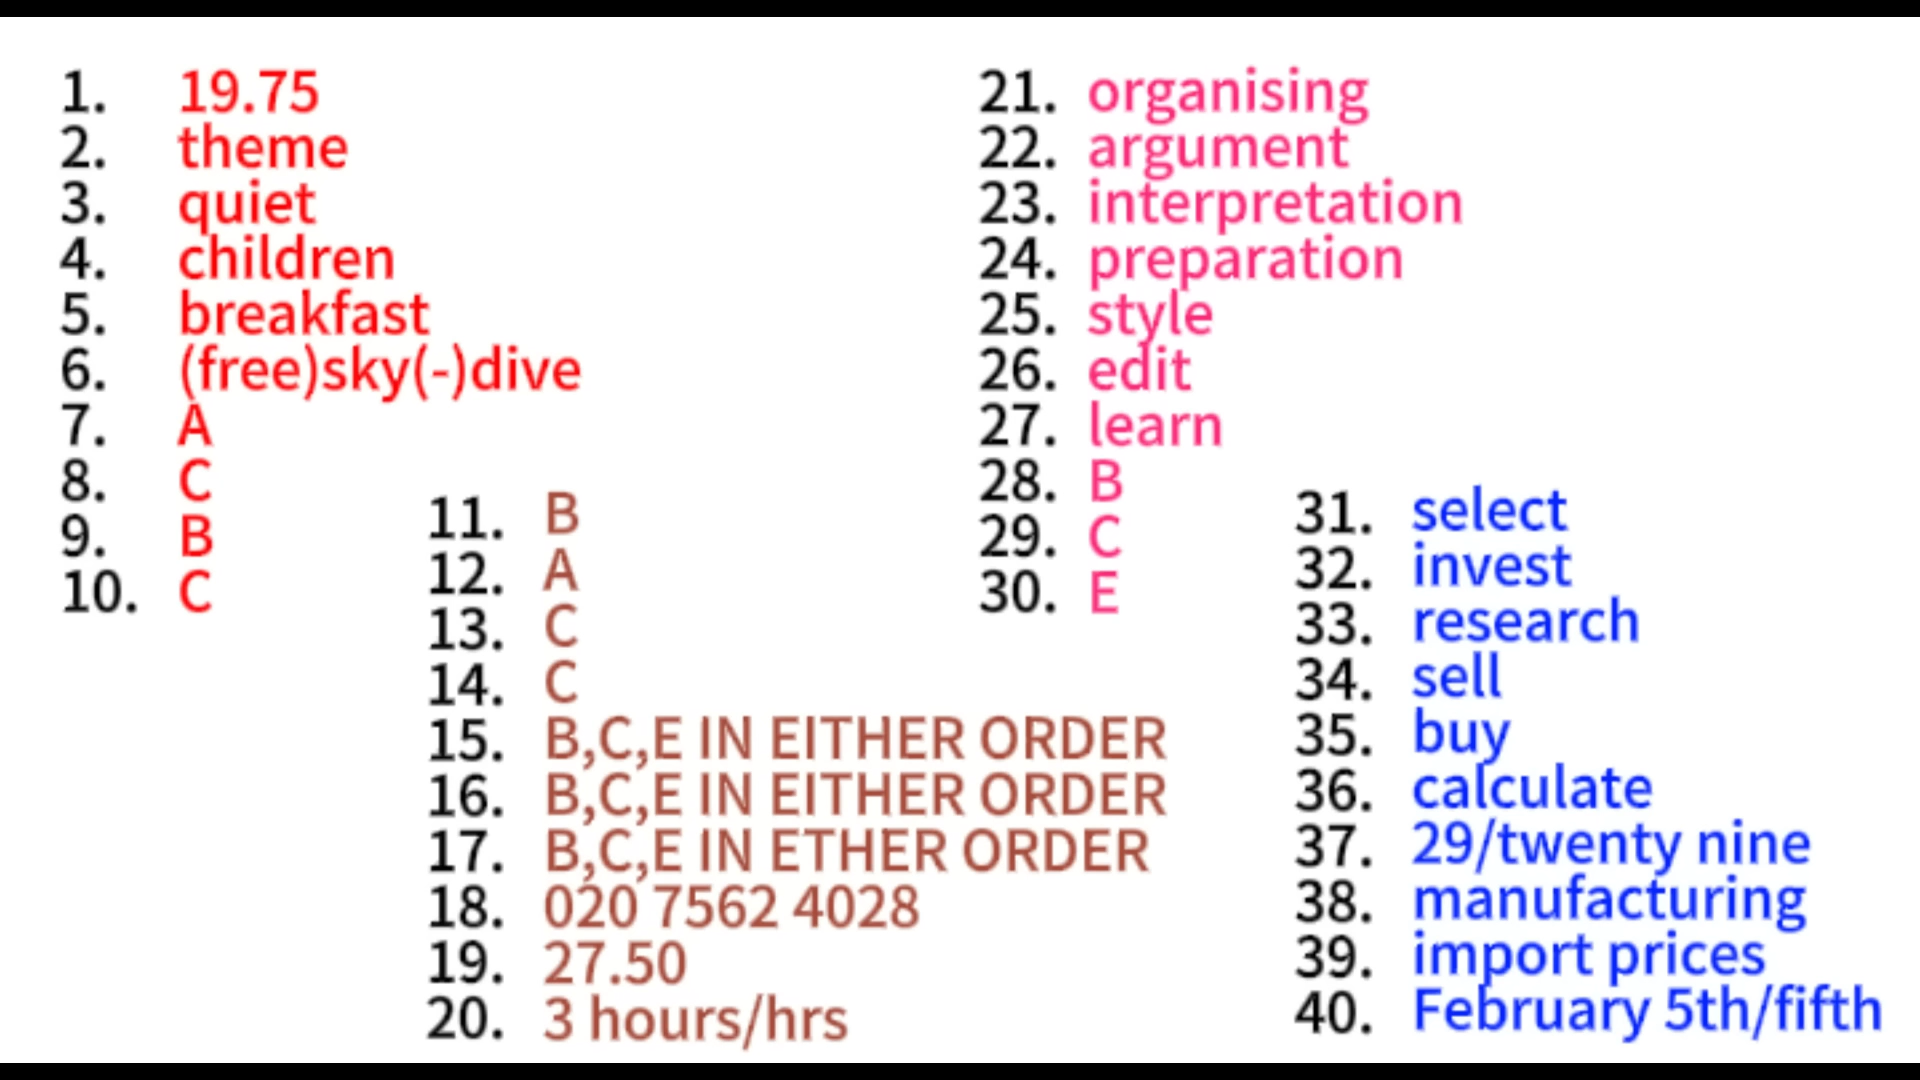 1. 19.75
2. theme
3. quiet
4. children
5. breakfast
6. (free)sky(-)dive
7. A
8. C
9. B
10. C
11. B
12. A
13. C
14. C
15. B,C,E IN EITHER ORDER
16. B,C,E IN EITHER ORDER
17. B,C,E IN ETHER ORDER
18. 020 7562 4028
19. 27.50
20. 3 hours/hrs
21. organising
22. argument
23. interpretation
24. preparation
25. style
26. edit
27. learn
28. B
29. C
30. E
31. select
32. invest
33. research
34. sell
35. buy
36. calculate
37. 29/twenty nine
38. manufacturing
39. import prices
40. February 5th/fifth